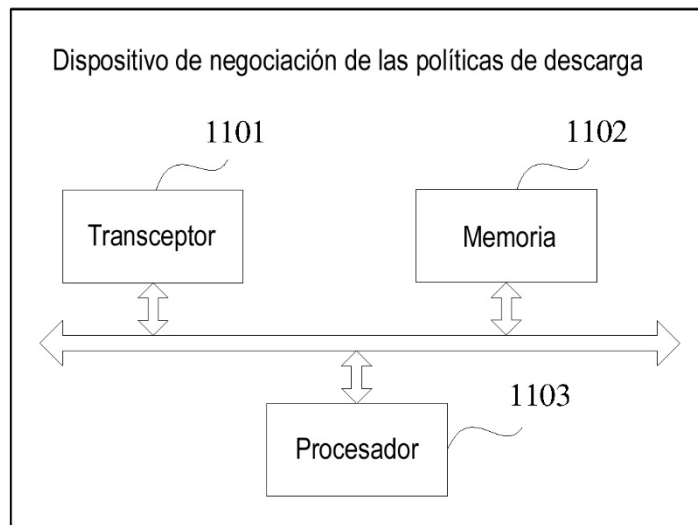 Dispositivo de negociación de las políticas de descarga
1101
1102
Transceptor
Memoria
1103
Procesador